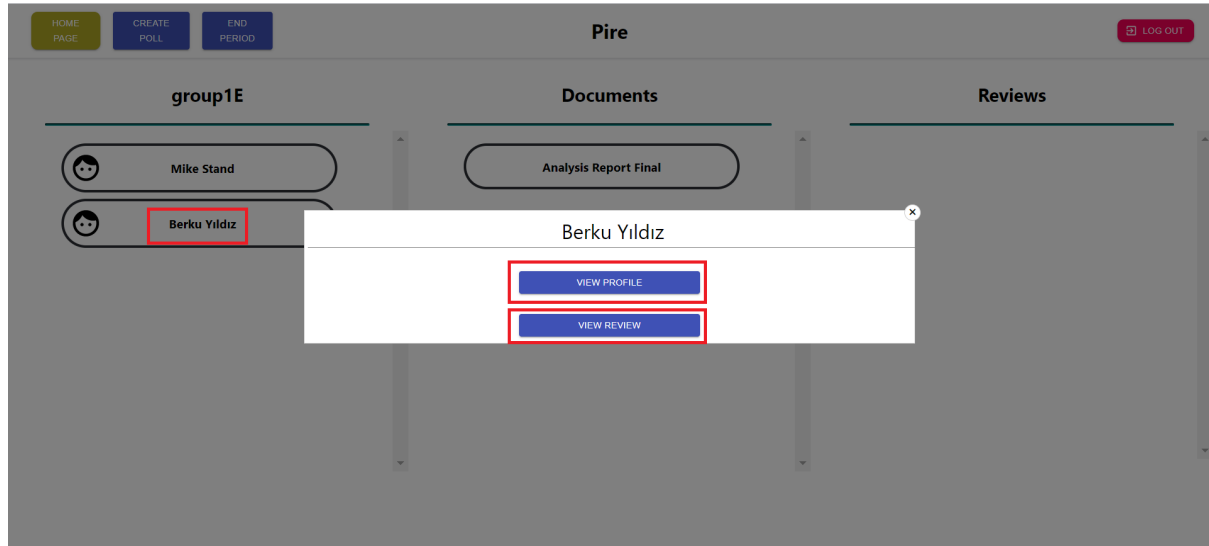 HOME
PAGE
CREATE
POLL
END
PERIOD
Pire
LOG OUT
group1E
Documents
Reviews
Mike Stand
Analysis Report Final
Berku Yıldız
Berku Yıldız
VIEW PROFILE
VIEW REVIEW